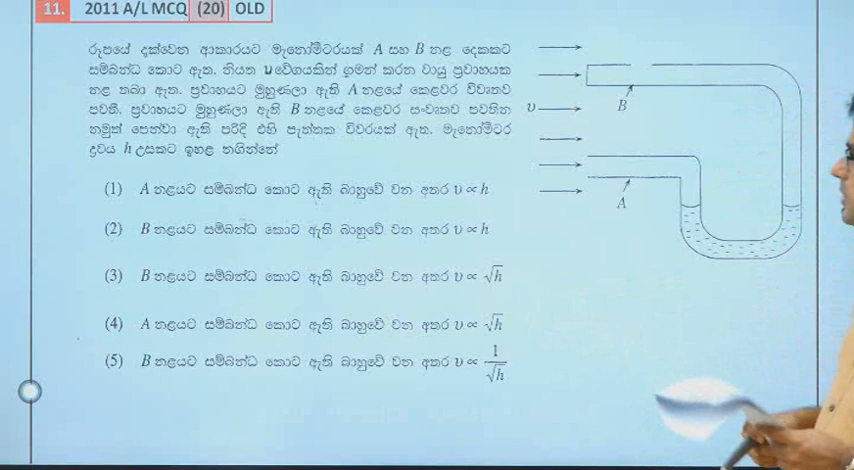 11. 2011 A/L MCQ (20) OLD
රූපයේ දැක්වෙන ආකාරයට මැනෝමීටරයක් A සහ B නළ දෙකකට
සම්බන්ධ කොට ඇත. නියත υ වේගයකින් ගමන් කරන වායු ප්‍රවාහයක
නළ තබා ඇත. ප්‍රවාහයට මුහුණලා ඇති A නළයේ කෙළවර විවෘතව
පවතී. ප්‍රවාහයට මුහුණලා ඇති B නළයේ කෙළවර සංවෘතව පවතින
නමුත් පෙන්වා ඇති පරිදි එහි පැත්තක විවරයක් ඇත. මැනෝමීටර
ද්‍රවය h උසකට ඉහළ නගින්නේ
(1) A නළයට සම්බන්ධ කොට ඇති බාහුවේ වන අතර υ ∝ h
(2) B නළයට සම්බන්ධ කොට ඇති බාහුවේ වන අතර υ ∝ h
(3) B නළයට සම්බන්ධ කොට ඇති බාහුවේ වන අතර υ ∝ √h
(4) A නළයට සම්බන්ධ කොට ඇති බාහුවේ වන අතර υ ∝ √h
(5) B නළයට සම්බන්ධ කොට ඇති බාහුවේ වන අතර υ ∝ 1/√h
B
υ
A